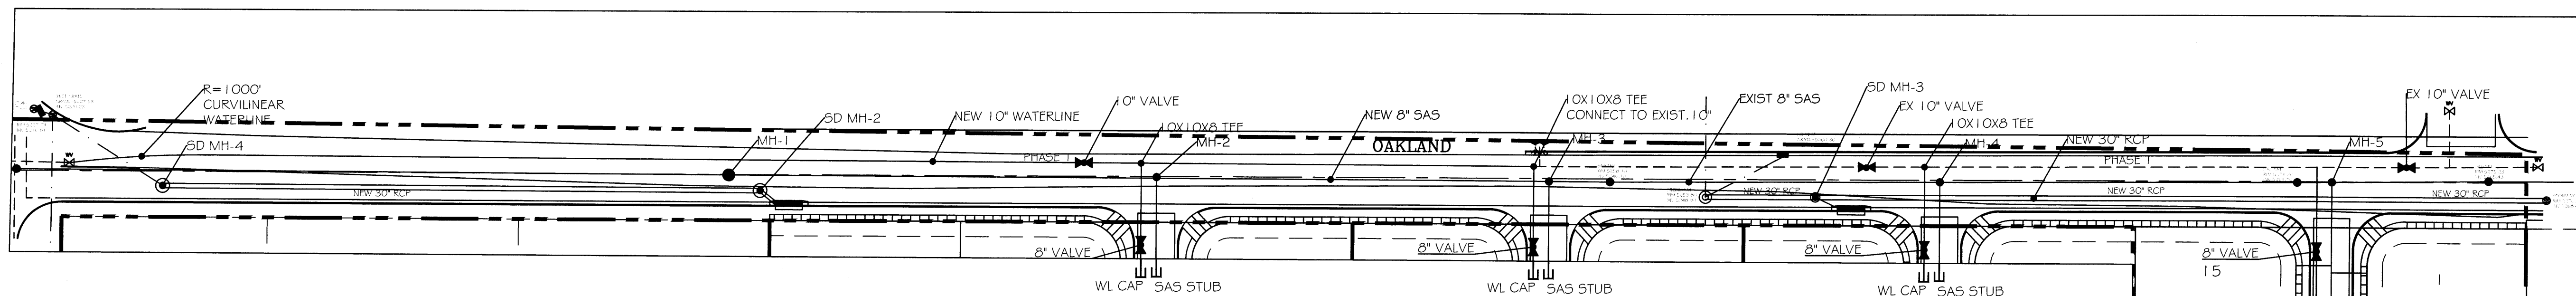 R=1000'
CURVILINEAR
WATERLINE
SD MH-4
NEW 30" RCP
MH-1
SD MH-2
NEW 10" WATERLINE
PHASE 1
10" VALVE
10X10X8 TEE
MH-2
NEW 8" SAS
OAKLAND
10X10X8 TEE
CONNECT TO EXIST. 10"
MH-3
EXIST 8" SAS
NEW 30" RCP
SD MH-3
EX 10" VALVE
10X10X8 TEE
MH-4
NEW 30" RCP
PHASE 1
NEW 30" RCP
MH-5
EX 10" VALVE
NEW 30" RCP
8" VALVE
8" VALVE
8" VALVE
8" VALVE
15
WL CAP SAS STUB
WL CAP SAS STUB
WL CAP SAS STUB